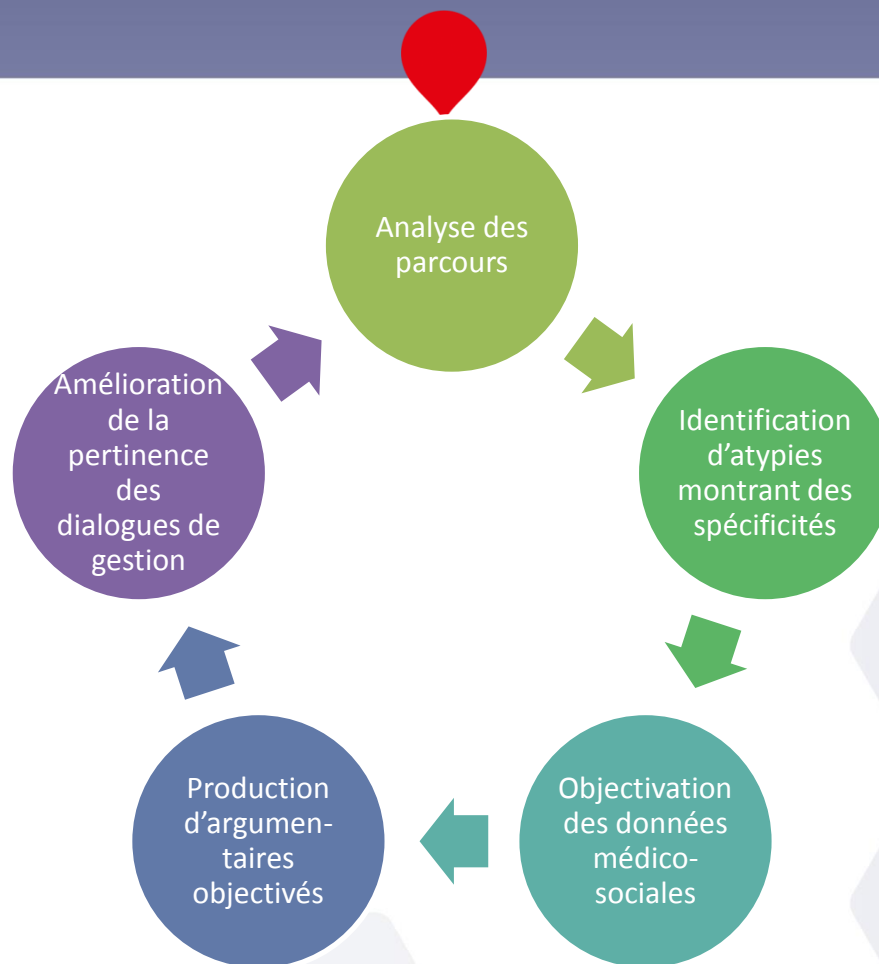 Analyse des
parcours
Identification
d’atypies
montrant des
spécificités
Objectivation
des données
médico-
sociales
Production
d’argumen-
taires
objectivés
Amélioration
de la
pertinence
des
dialogues de
gestion